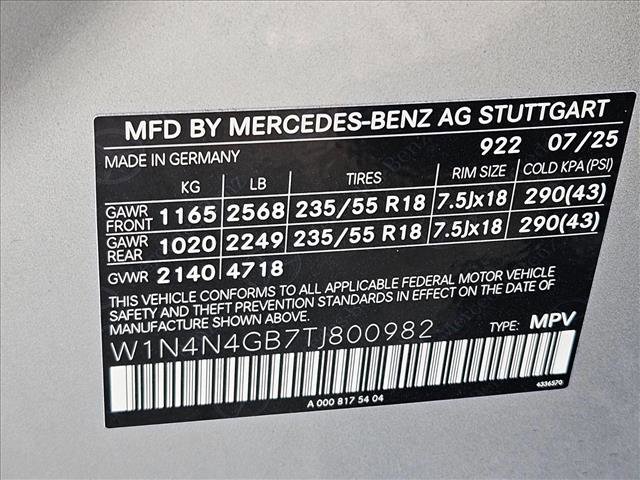 MFD BY MERCEDES-BENZ AG STUTTGART
MADE IN GERMANY 922 07/25
KG LB TIRES RIM SIZE COLD KPA(PSI)
GAWR FRONT 1165 2568 235/55 R18 7.5Jx18 290(43)
GAWR REAR 1020 2249 235/55 R18 7.5Jx18 290(43)
GVWR 2140 4718
THIS VEHICLE CONFORMS TO ALL APPLICABLE FEDERAL MOTOR VEHICLE
SAFETY AND THEFT PREVENTION STANDARDS IN EFFECT ON THE DATE OF
MANUFACTURE SHOWN ABOVE.
W1N4N4GB7TJ800982 TYPE: MPV
A 000 817 54 04 4336570